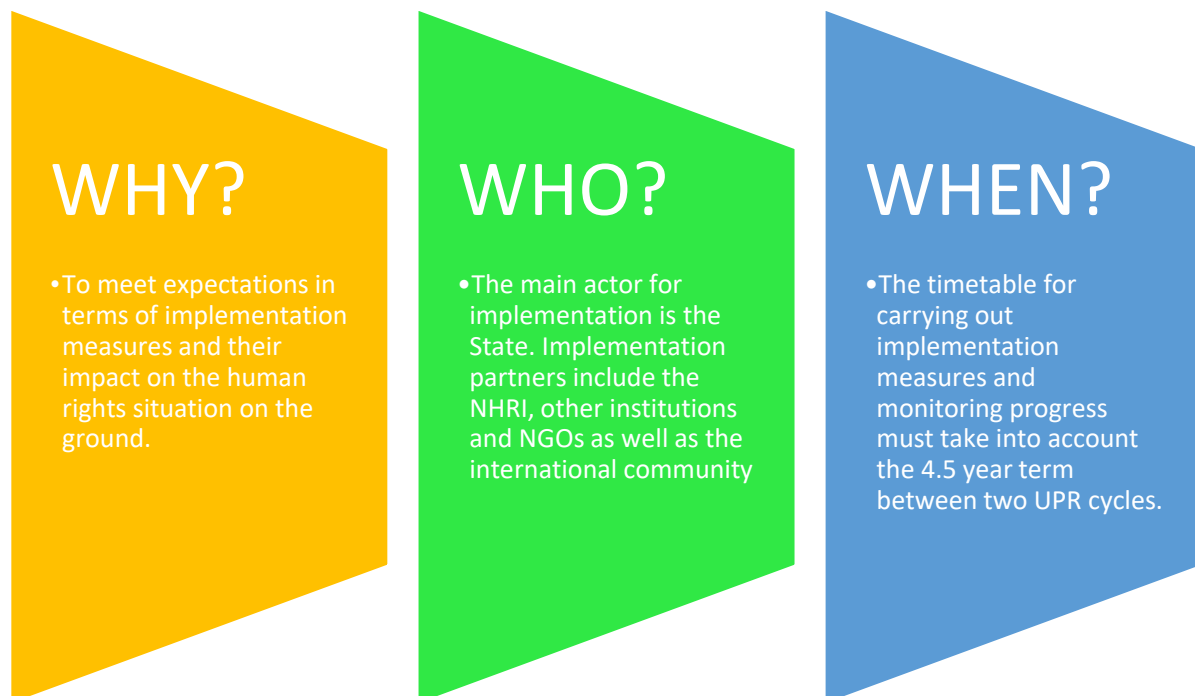 WHY?
•To meet expectations in
terms of implementation
measures and their
impact on the human
rights situation on the
ground.
WHO?
•The main actor for
implementation is the
State. Implementation
partners include the
NHRI, other institutions
and NGOs as well as the
international community
WHEN?
•The timetable for
carrying out
implementation
measures and
monitoring progress
must take into account
the 4.5 year term
between two UPR cycles.